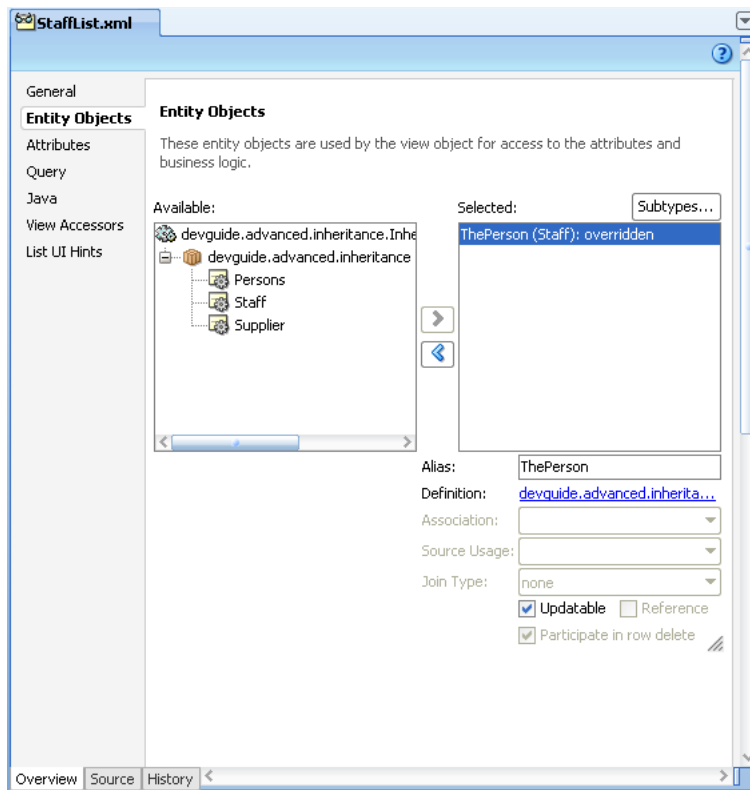 StaffList.xml
General
Entity Objects
Attributes
Query
Java
View Accessors
List UI Hints
Entity Objects
These entity objects are used by the view object for access to the attributes and
business logic.
Available:
devguide.advanced.inheritance.Inhe
devguide.advanced.inheritance
Persons
Staff
Supplier
Selected:
Subtypes...
ThePerson (Staff): overridden
Alias:
ThePerson
Definition:
devguide.advanced.inherita...
Association:
Source Usage:
Join Type:
none
Updatable
Reference
Participate in row delete
Overview
Source
History